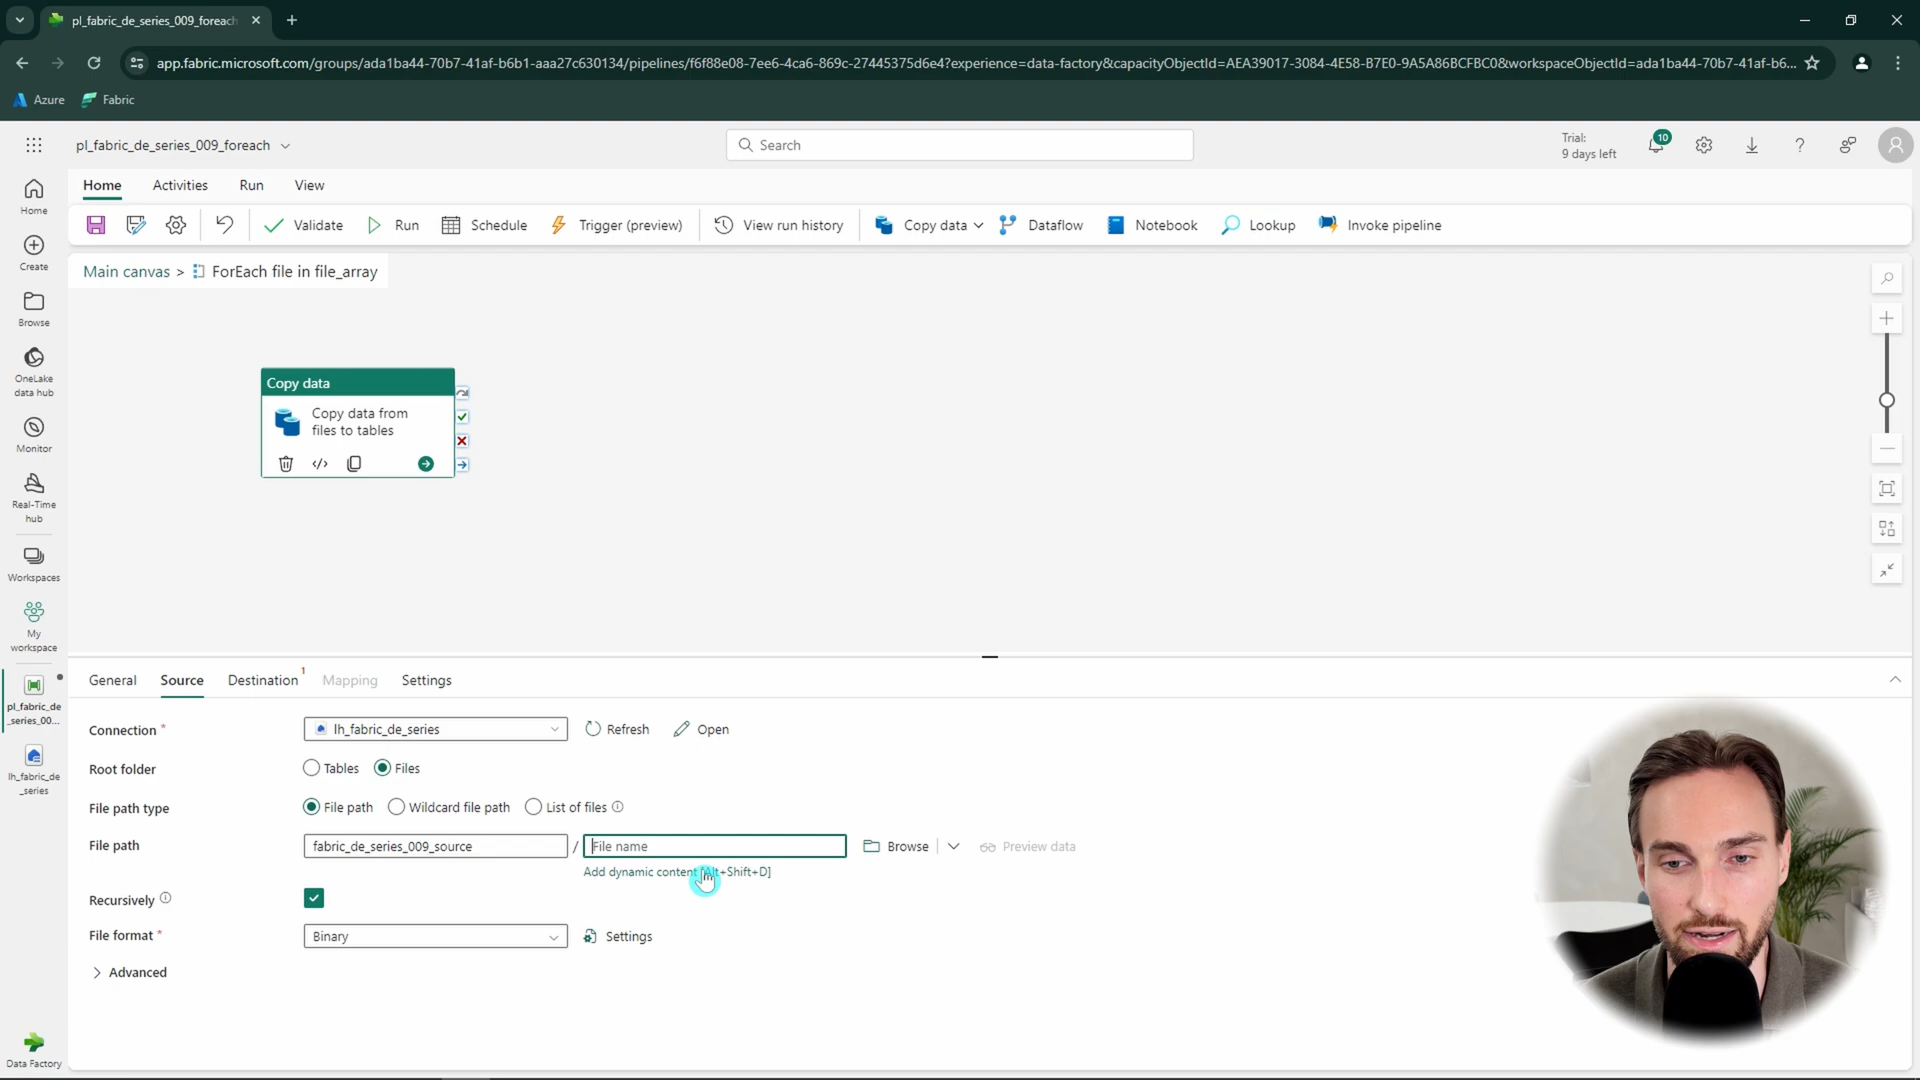 pl_fabric_de_series_009_foreach
app.fabric.microsoft.com/groups/ada1ba44-70b7-41af-b6b1-aaa27c630134/pipelines/f6f88e08-7ee6-4ca6-869c-27445375d6e4?experience=data-factory&capacityObjectId=AEA39017-3084-4E58-B7E0-9A5A86BCFBC0&workspaceObjectId=ada1ba44-70b7-41af-b6...
Azure
Fabric
pl_fabric_de_series_009_foreach
Search
Trial:
9 days left
10
Home
Activities
Run
View
Validate
Run
Schedule
Trigger (preview)
View run history
Copy data
Dataflow
Notebook
Lookup
Invoke pipeline
Main canvas > ForEach file in file_array
Home
Create
Browse
OneLake
data hub
Monitor
Real-Time
hub
Workspaces
My
workspace
pl_fabric_de
_series_00...
lh_fabric_de
_series
Data Factory
Copy data
Copy data from
files to tables
General
Source
Destination 1
Mapping
Settings
Connection *
lh_fabric_de_series
Refresh
Open
Root folder
Tables
Files
File path type
File path
Wildcard file path
List of files
File path
fabric_de_series_009_source
/
File name
Browse
Preview data
Add dynamic content [Alt+Shift+D]
Recursively
File format *
Binary
Settings
Advanced